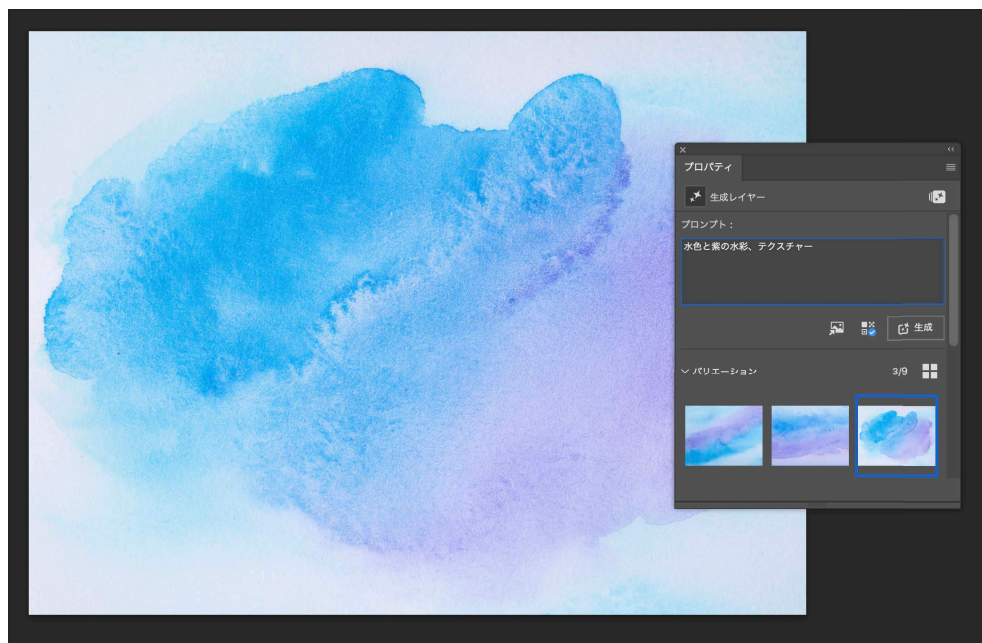 プロパティ
生成レイヤー
プロンプト：
水色と紫の水彩、テクスチャー
生成
バリエーション
3/9